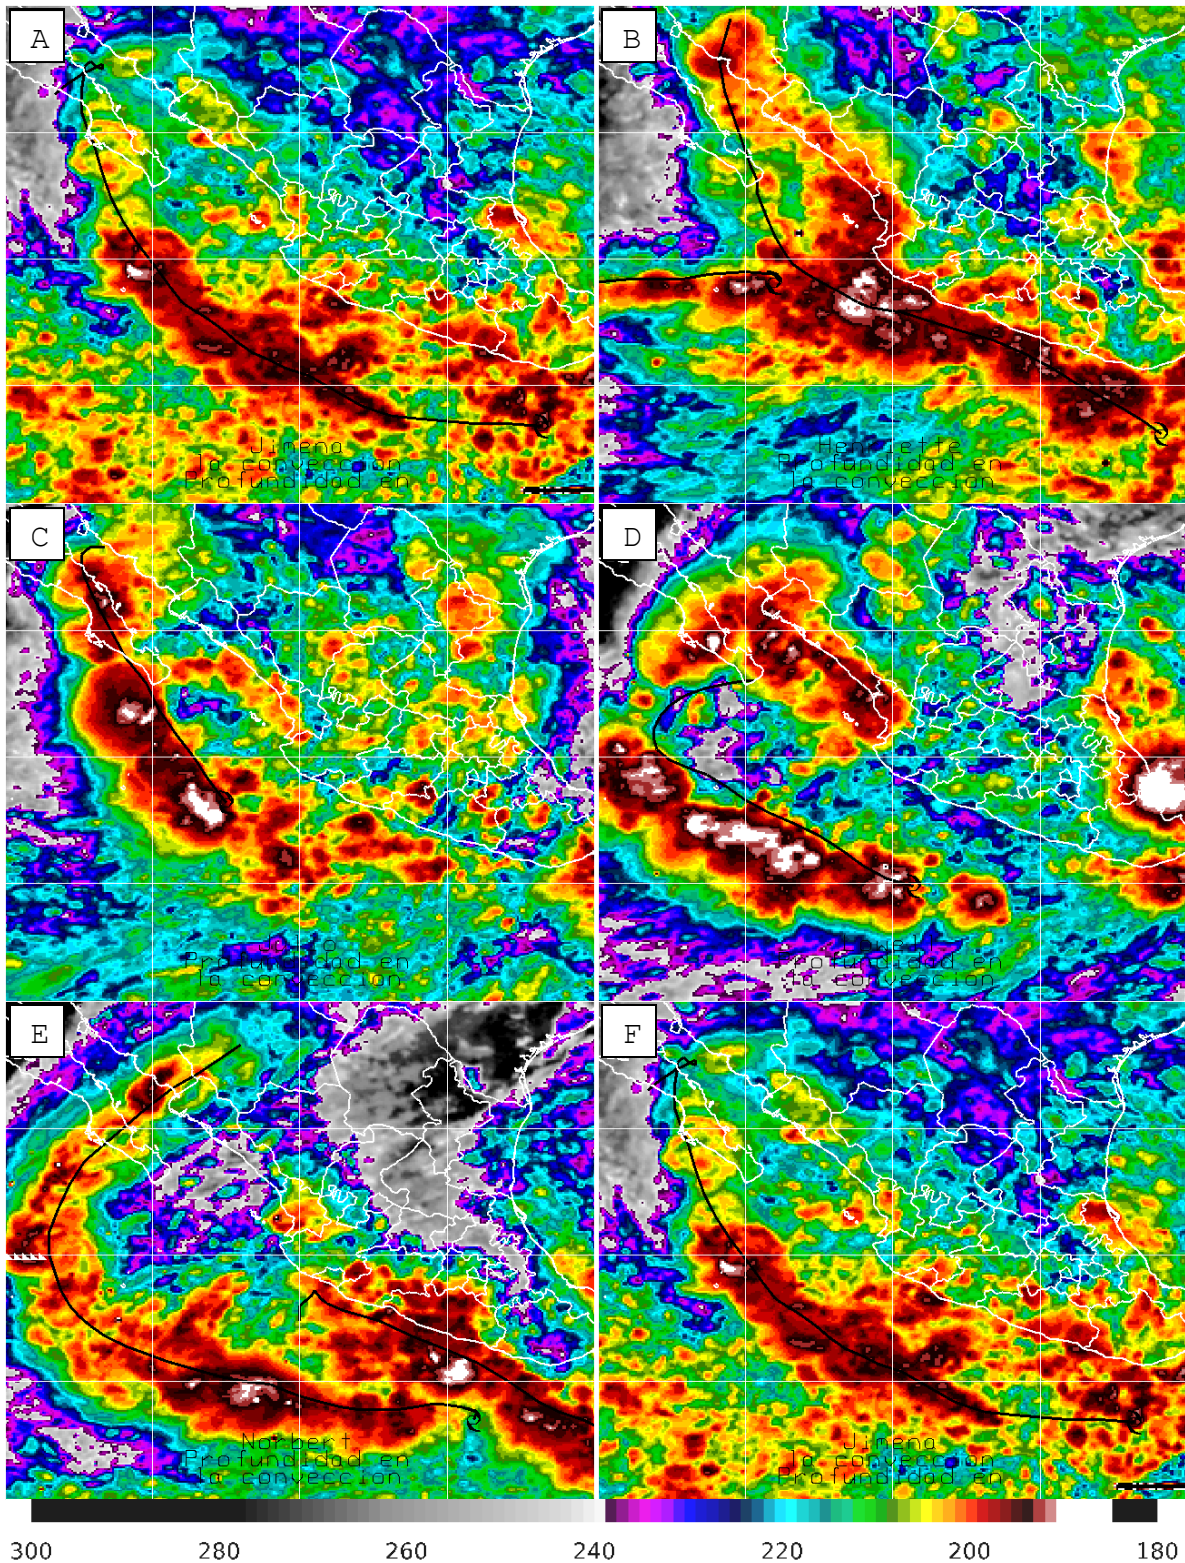 A
B
Jimena
la conveccion
Profundidad en
Henriette
Profundidad en
la conveccion
C
D
Profundidad en
la conveccion
Profundidad en
la conveccion
E
F
Norbert
Profundidad en
la conveccion
Jimena
la conveccion
Profundidad en
300
280
260
240
220
200
180